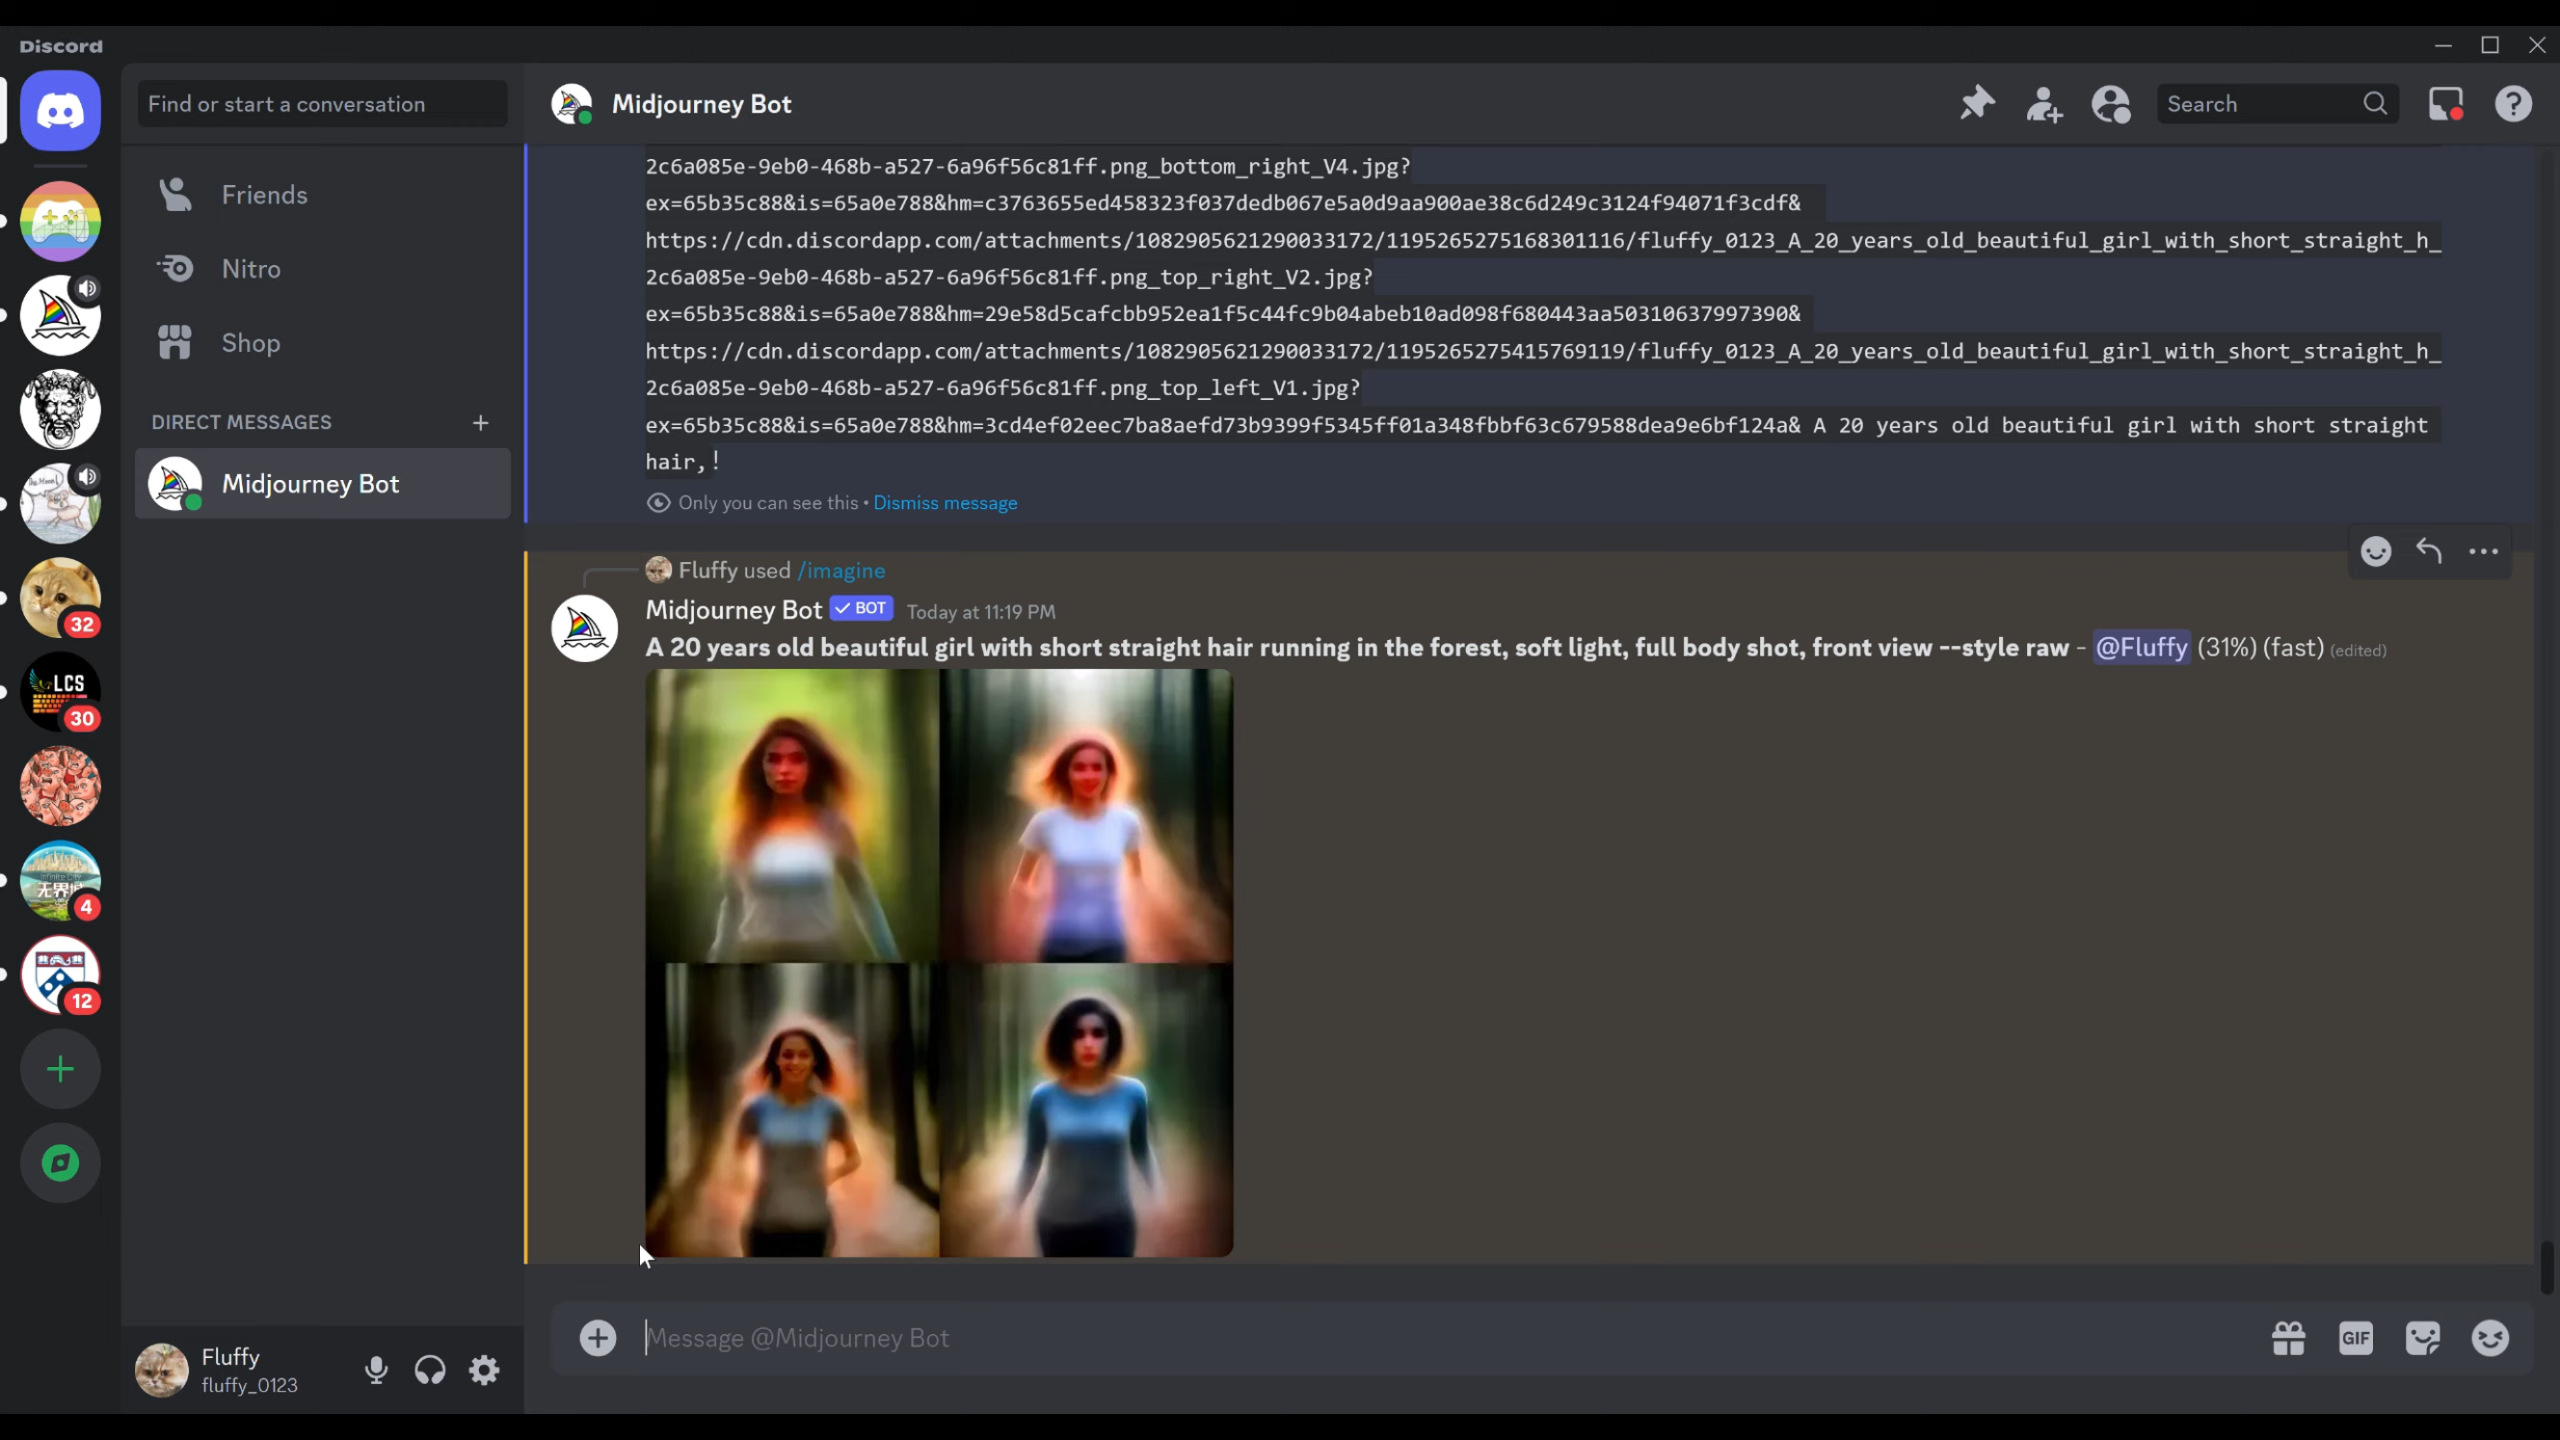 Discord
Find or start a conversation
Friends
Nitro
Shop
DIRECT MESSAGES
Midjourney Bot
32
LCS
30
无界城
4
12
Fluffy
fluffy_0123
Midjourney Bot
Search
2c6a085e-9eb0-468b-a527-6a96f56c81ff.png_bottom_right_V4.jpg?
ex=65b35c88&is=65a0e788&hm=c3763655ed458323f037dedb067e5a0d9aa900ae38c6d249c3124f94071f3cdf&
https://cdn.discordapp.com/attachments/1082905621290033172/1195265275168301116/fluffy_0123_A_20_years_old_beautiful_girl_with_short_straight_h_
2c6a085e-9eb0-468b-a527-6a96f56c81ff.png_top_right_V2.jpg?
ex=65b35c88&is=65a0e788&hm=29e58d5cafcbb952ea1f5c44fc9b04abeb10ad098f680443aa50310637997390&
https://cdn.discordapp.com/attachments/1082905621290033172/1195265275415769119/fluffy_0123_A_20_years_old_beautiful_girl_with_short_straight_h_
2c6a085e-9eb0-468b-a527-6a96f56c81ff.png_top_left_V1.jpg?
ex=65b35c88&is=65a0e788&hm=3cd4ef02eec7ba8aefd73b9399f5345ff01a348fbbf63c679588dea9e6bf124a& A 20 years old beautiful girl with short straight
hair,!
Only you can see this • Dismiss message
Fluffy used /imagine
Midjourney Bot BOT Today at 11:19 PM
A 20 years old beautiful girl with short straight hair running in the forest, soft light, full body shot, front view --style raw - @Fluffy (31%) (fast) (edited)
Message @Midjourney Bot
GIF